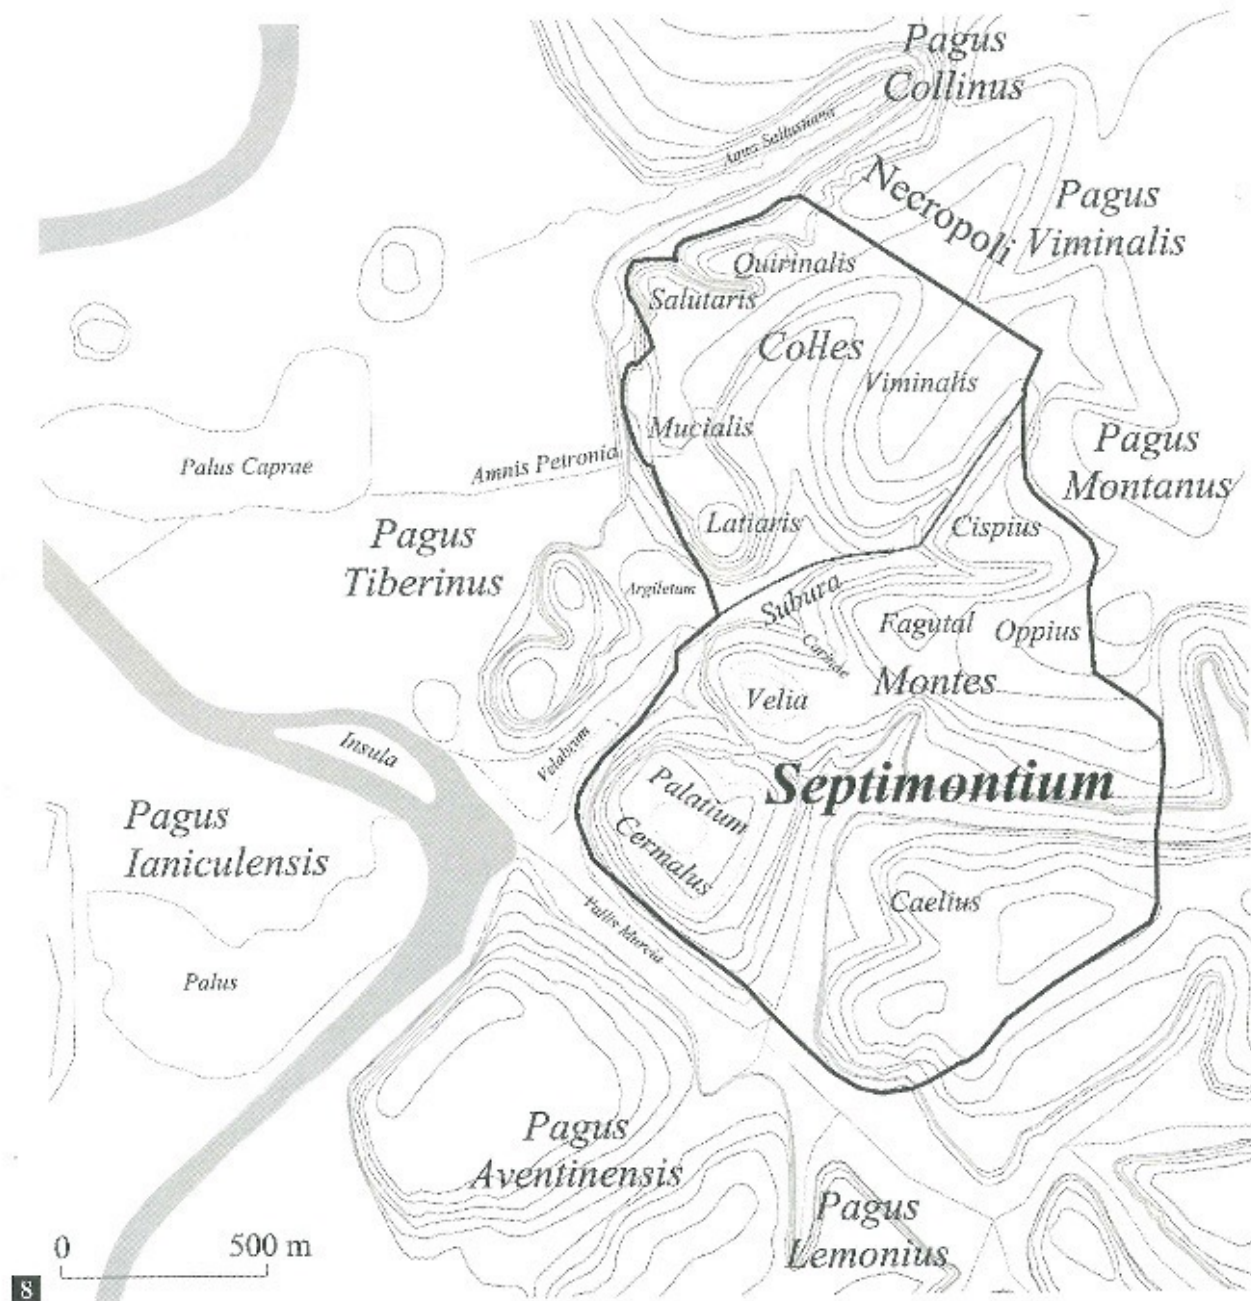 Pagus
Collinus
Necropoli
Pagus
Viminalis
Quirinalis
Salutaris
Colles
Viminalis
Mucialis
Palus Caprae
Amnis Petronia
Pagus
Montanus
Latiaris
Cispius
Pagus
Tiberinus
Argiletum
Subura
Fagutal
Oppius
Carinae
Montes
Velia
Insula
Velabrum
Septimontium
Palatium
Cermalus
Pagus
Ianiculensis
Caelius
Vallis Murcia
Palus
Pagus
Aventinensis
Pagus
Lemonius
0
500 m
8